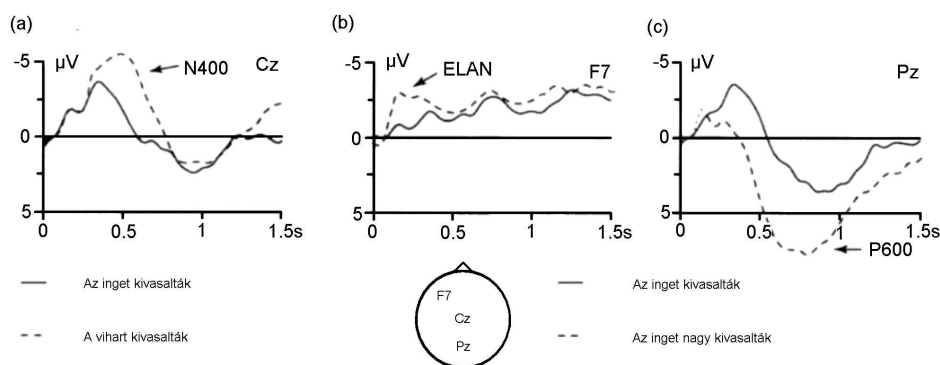 (a)
-5
µV
N400
Cz
0
5
0
0.5
1
1.5s
(b)
-5
µV
ELAN
F7
0
5
0
0.5
1
1.5s
(c)
-5
µV
Pz
0
5
0
0.5
1
1.5s
P600
Az inget kivasalták
A vihart kivasalták
F7
Cz
Pz
Az inget kivasalták
Az inget nagy kivasalták